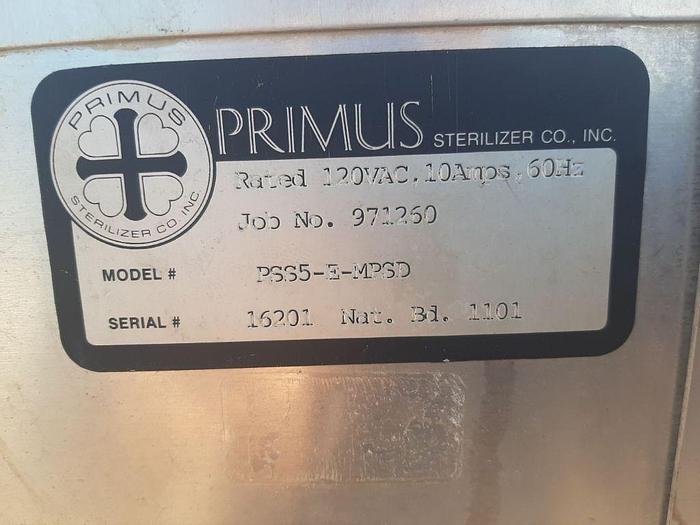 PRIMUS
STERILIZER CO., INC.
PRIMUS STERILIZER CO., INC.
Rated 120VAC,10Amps,60Hz
Job No. 971260
MODEL # PSS5-E-MPSD
SERIAL # 16201 Nat. Bd. 1101